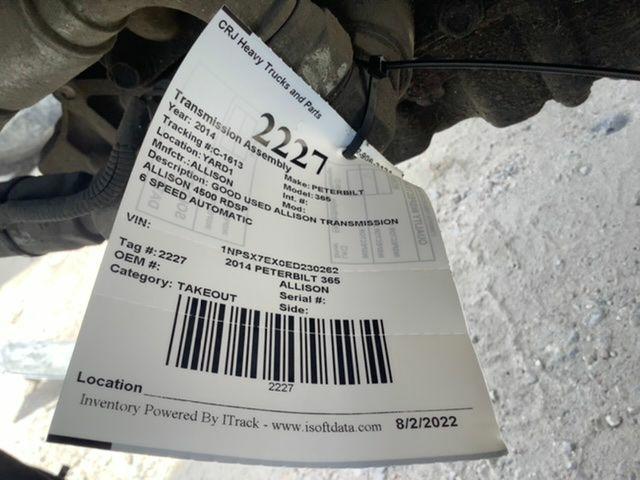 CRJ Heavy Trucks and Parts
Transmission Assembly
2227
Year: 2014
Make: PETERBILT
Tracking #:C-1613
Model: 365
Location: YARD1
Int. #:
Mnfctr.: ALLISON
Mod:
Description: GOOD USED ALLISON TRANSMISSION
ALLISON 4500 RDSP
6 SPEED AUTOMATIC
VIN: 1NPSX7EX0ED230262
Tag #: 2227 2014 PETERBILT 365
OEM #: ALLISON
Category: TAKEOUT Serial #:
Side:
2227
Location
Inventory Powered By ITrack - www.isoftdata.com 8/2/2022